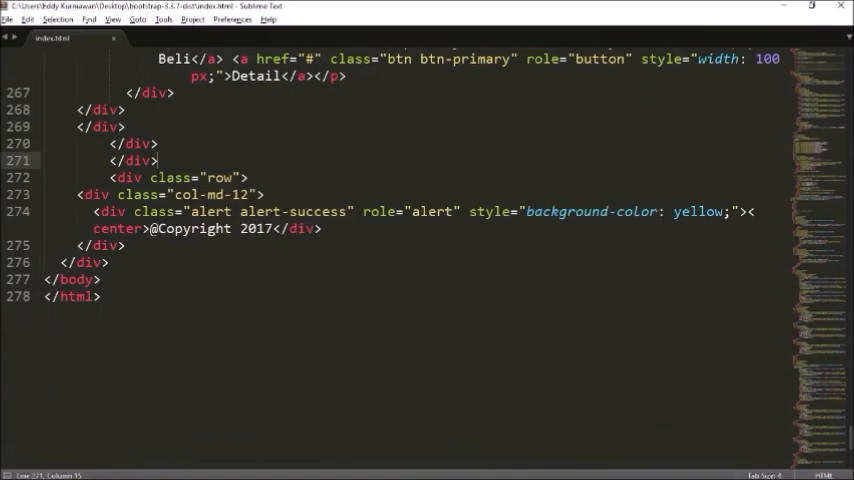 C:\Users\Eddy Kurniawan\Desktop\bootstrap-3.3.7-dist\index.html - Sublime Text
File Edit Selection Find View Goto Tools Project Preferences Help
index.html ×
Beli</a> <a href="#" class="btn btn-primary" role="button" style="width: 100
px;">Detail</a></p>
267 </div>
268 </div>
269 </div>
270 </div>
271 </div>
272 <div class="row">
273 <div class="col-md-12">
274 <div class="alert alert-success" role="alert" style="background-color: yellow;"><
center>@Copyright 2017</div>
275 </div>
276 </div>
277 </body>
278 </html>
Line 271, Column 15 Tab Size: 4 HTML